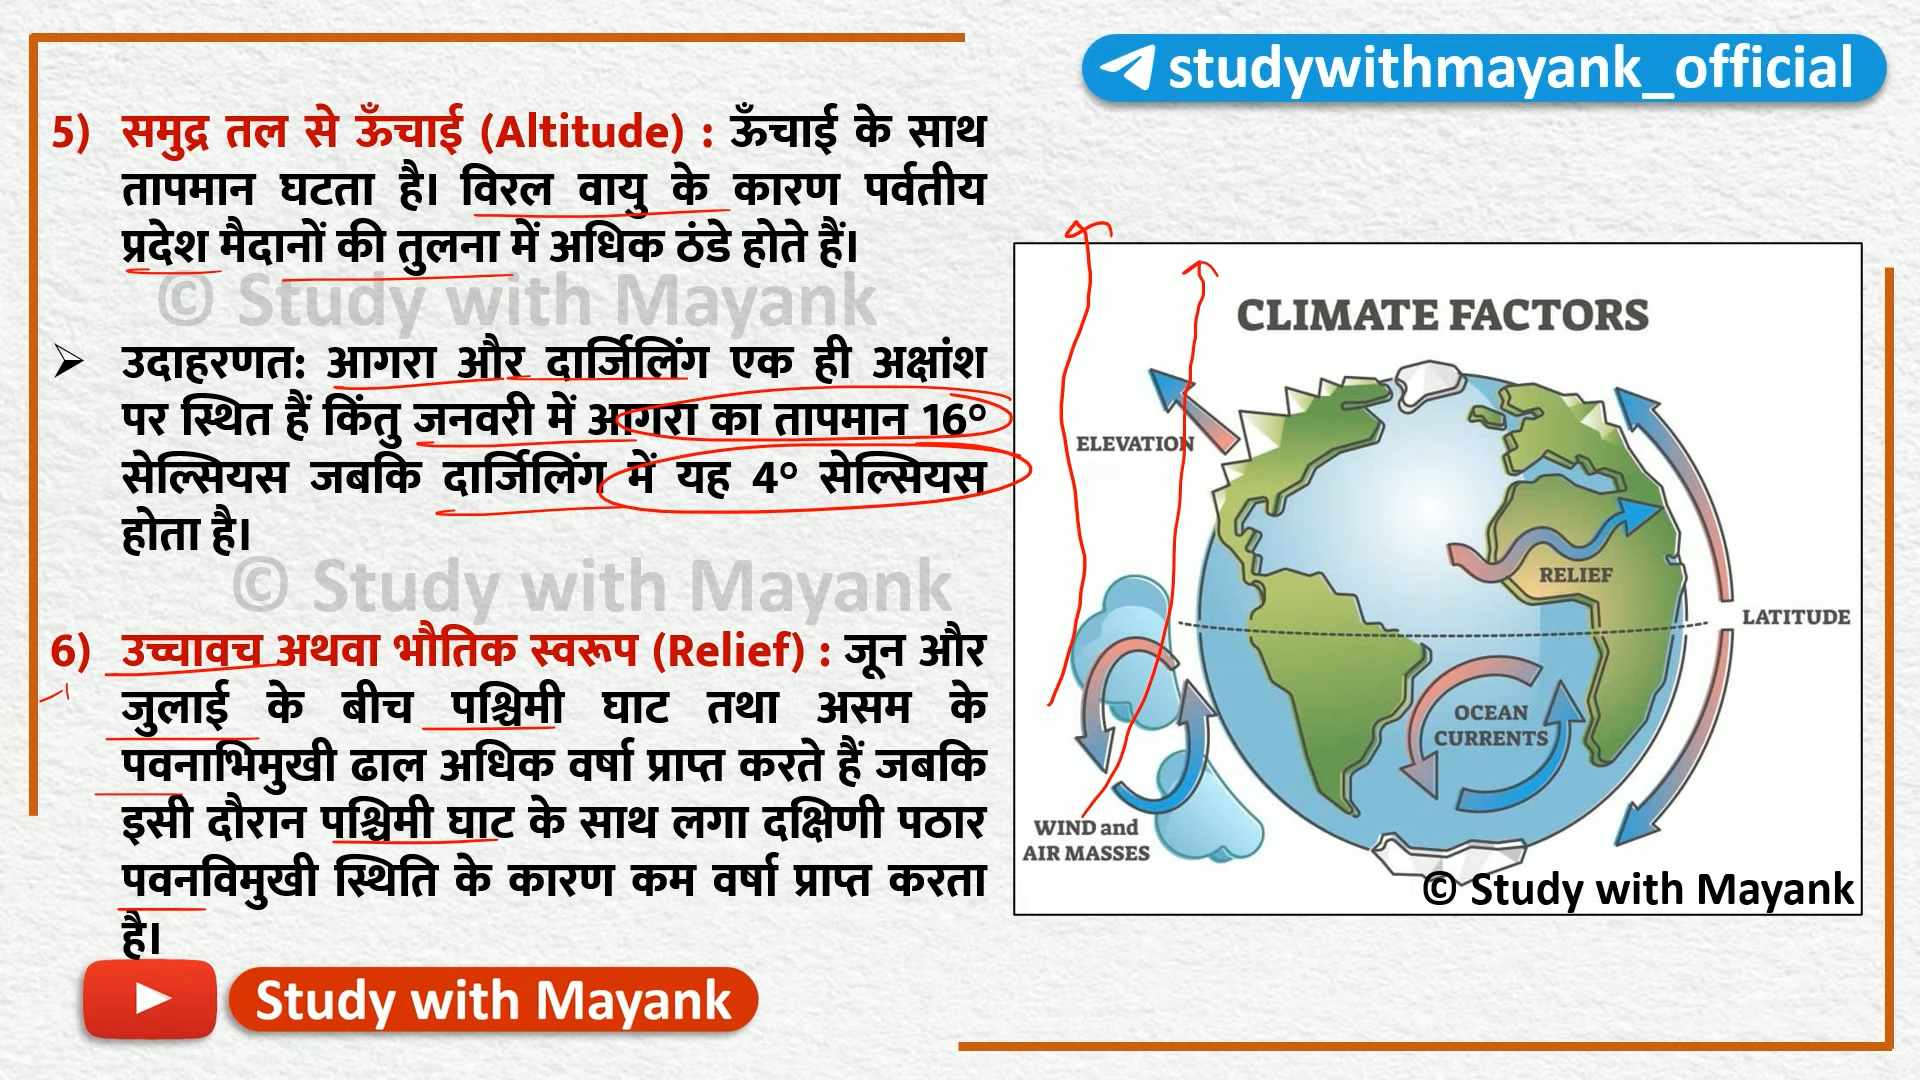 studywithmayank_official
5) समुद्र तल से ऊँचाई (Altitude) : ऊँचाई के साथ
तापमान घटता है। विरल वायु के कारण पर्वतीय
प्रदेश मैदानों की तुलना में अधिक ठंडे होते हैं।
© Study with Mayank
➢ उदाहरणत: आगरा और दार्जिलिंग एक ही अक्षांश
पर स्थित हैं किंतु जनवरी में आगरा का तापमान 16°
सेल्सियस जबकि दार्जिलिंग में यह 4° सेल्सियस
होता है।
© Study with Mayank
6) उच्चावच अथवा भौतिक स्वरूप (Relief) : जून और
जुलाई के बीच पश्चिमी घाट तथा असम के
पवनाभिमुखी ढाल अधिक वर्षा प्राप्त करते हैं जबकि
इसी दौरान पश्चिमी घाट के साथ लगा दक्षिणी पठार
पवनविमुखी स्थिति के कारण कम वर्षा प्राप्त करता
है।
CLIMATE FACTORS
ELEVATION
RELIEF
LATITUDE
OCEAN
CURRENTS
WIND and
AIR MASSES
© Study with Mayank
Study with Mayank